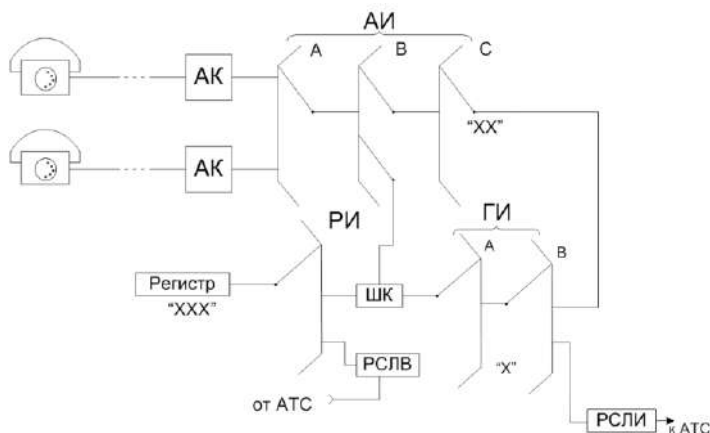 АИ
А В С
АК
"ХХ"
АК
РИ ГИ
А В
Регистр
"ХХХ"
ШК
РСЛВ "Х"
от АТС
РСЛИ
к АТС